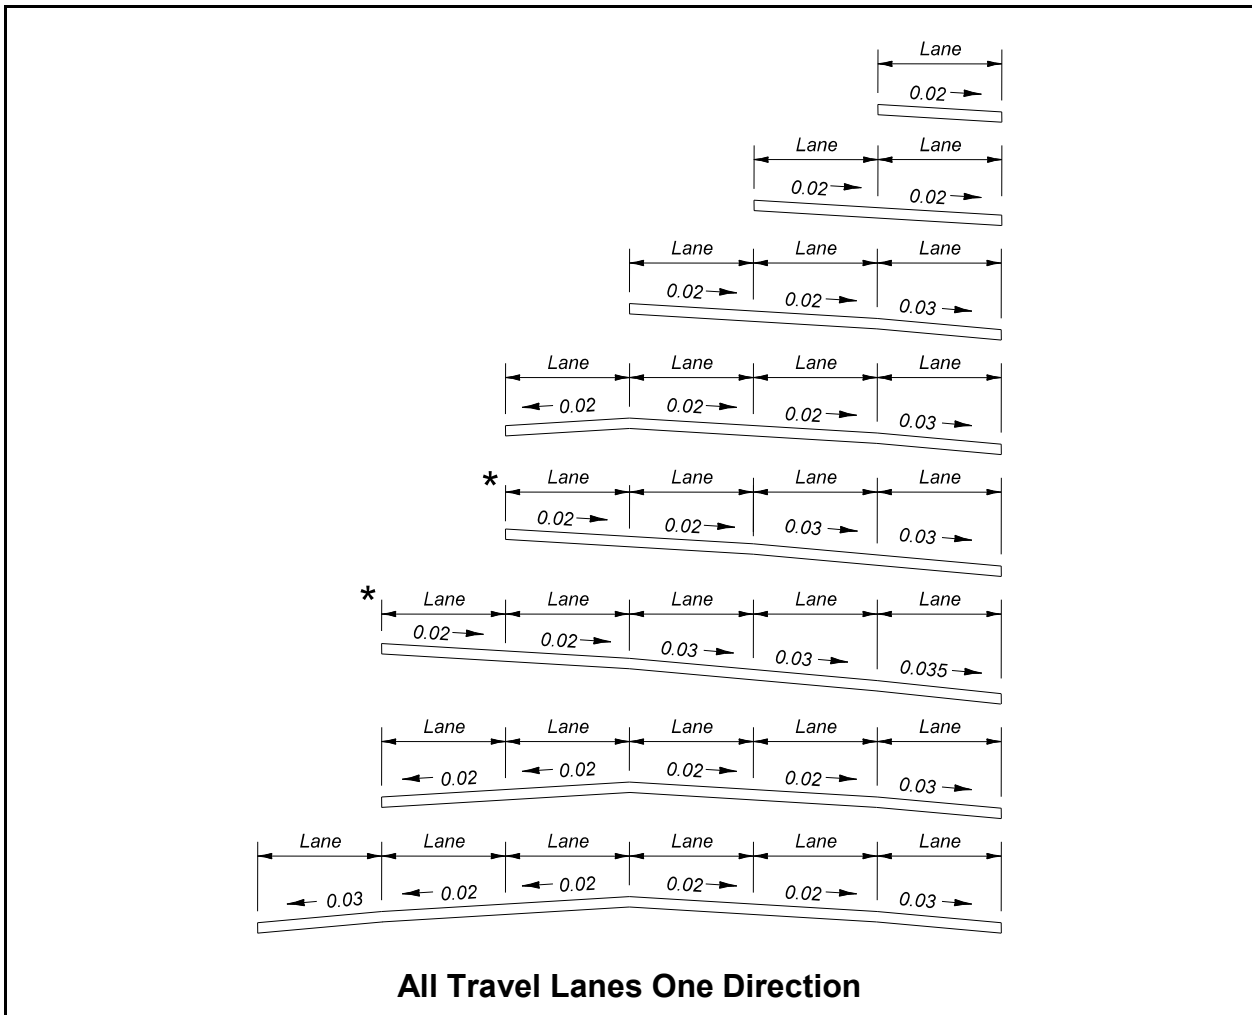 Lane
0.02
Lane Lane
0.02 0.02
Lane Lane Lane
0.02 0.02 0.03
Lane Lane Lane Lane
0.02 0.02 0.02 0.03
* Lane Lane Lane Lane
0.02 0.02 0.03 0.03
* Lane Lane Lane Lane Lane
0.02 0.02 0.03 0.03 0.035
Lane Lane Lane Lane Lane
0.02 0.02 0.02 0.02 0.03
Lane Lane Lane Lane Lane Lane
0.03 0.02 0.02 0.02 0.02 0.03
All Travel Lanes One Direction